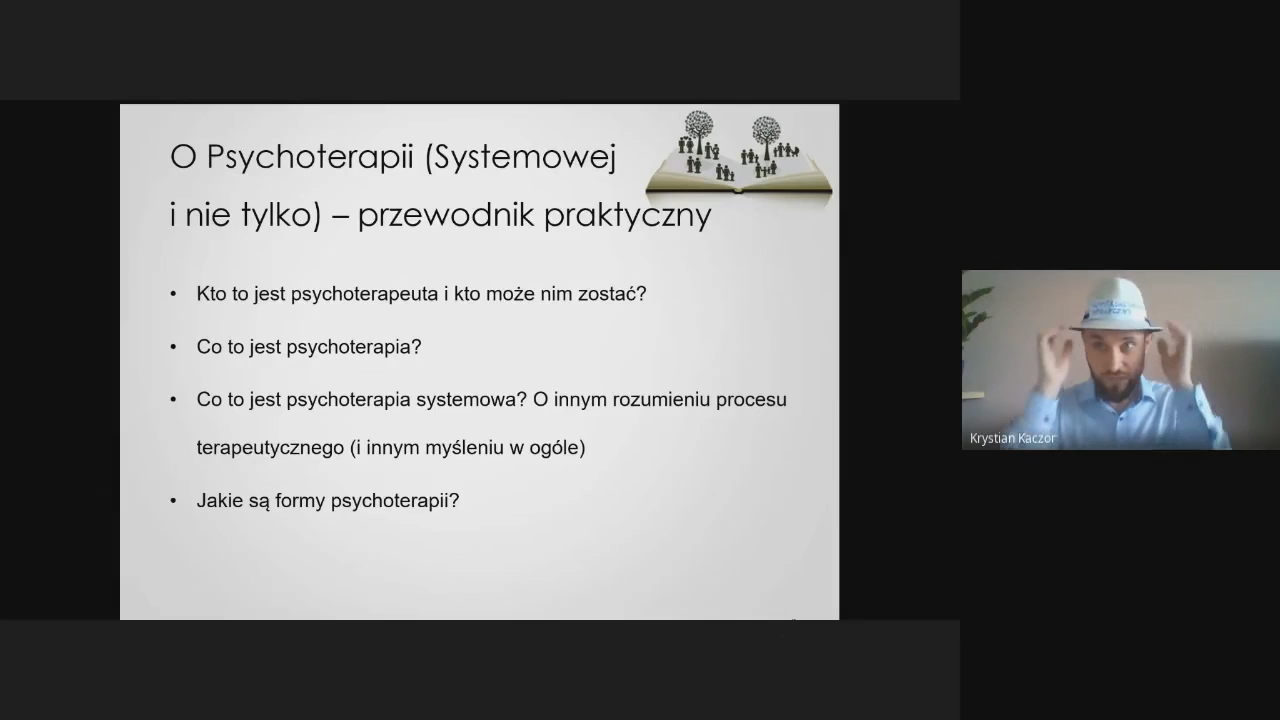 O Psychoterapii (Systemowej
i nie tylko) – przewodnik praktyczny
• Kto to jest psychoterapeuta i kto może nim zostać?
• Co to jest psychoterapia?
• Co to jest psychoterapia systemowa? O innym rozumieniu procesu
terapeutycznego (i innym myśleniu w ogóle)
• Jakie są formy psychoterapii?
Krystian Kaczor